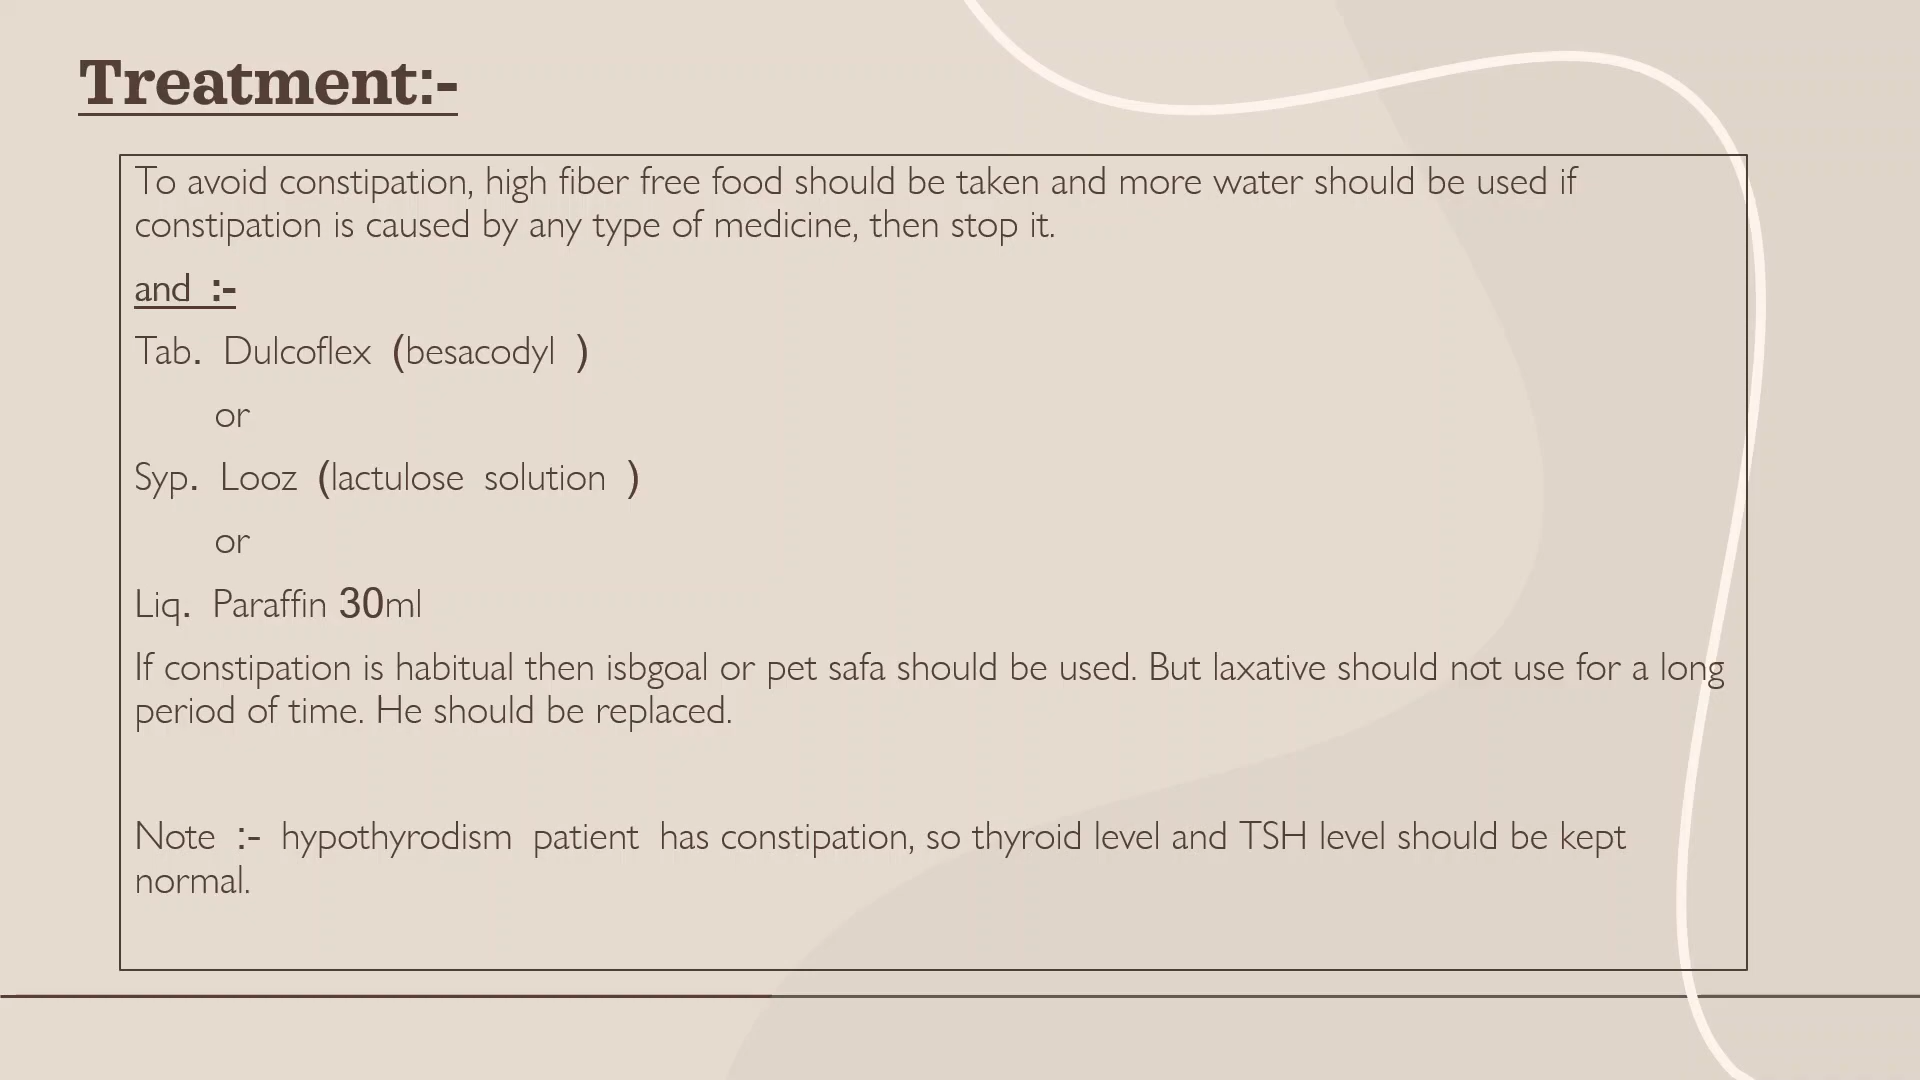 Treatment:-
To avoid constipation, high fiber free food should be taken and more water should be used if
constipation is caused by any type of medicine, then stop it.
and :-
Tab. Dulcoflex (besacodyl )
or
Syp. Looz (lactulose solution )
or
Liq. Paraffin 30ml
If constipation is habitual then isbgoal or pet safa should be used. But laxative should not use for a long
period of time. He should be replaced.
Note :- hypothyrodism patient has constipation, so thyroid level and TSH level should be kept
normal.